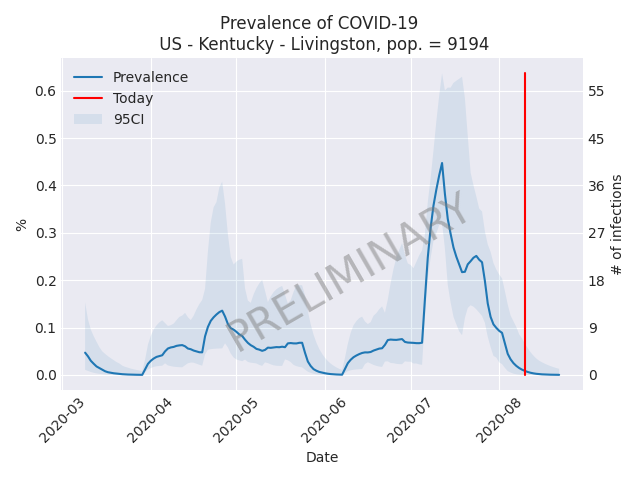 Prevalence of COVID-19
US - Kentucky - Livingston, pop. = 9194
Prevalence
Today
95CI
0.6
0.5
0.4
0.3
0.2
0.1
0.0
%
55
45
36
27
18
9
0
# of infections
PRELIMINARY
2020-03
2020-04
2020-05
2020-06
2020-07
2020-08
Date